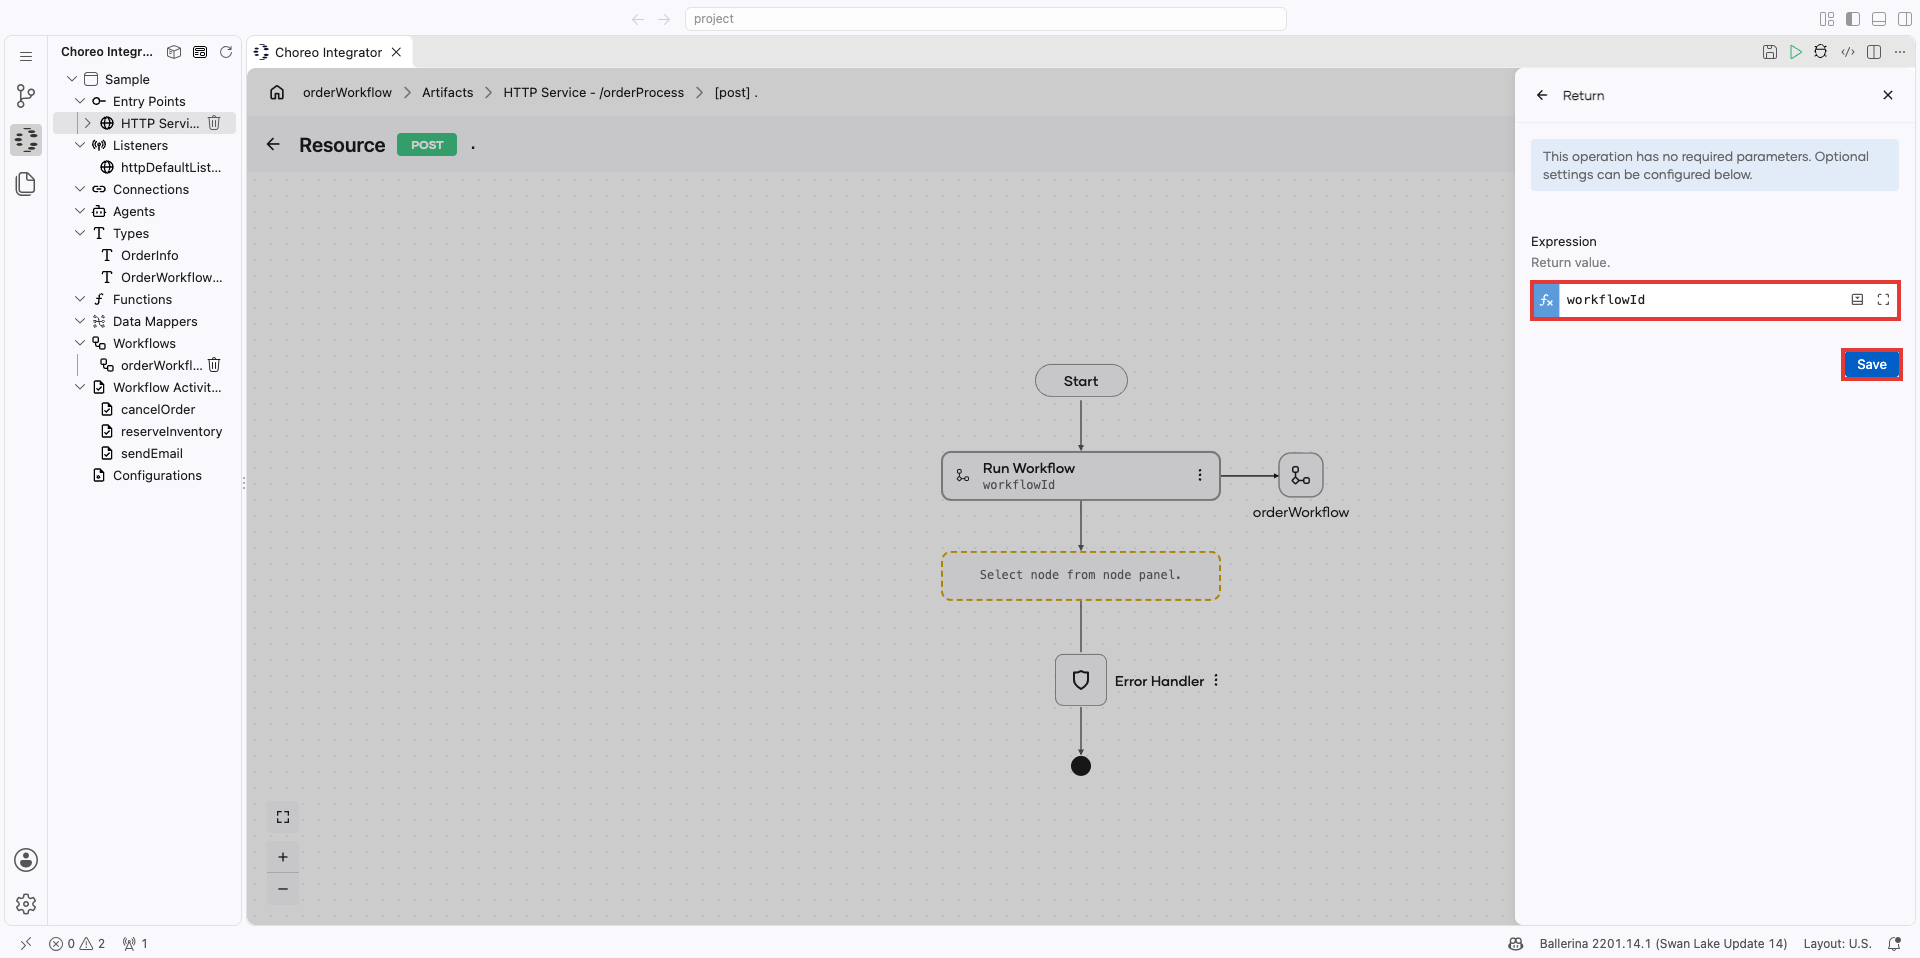 project
Choreo Integr...
Sample
Entry Points
HTTP Servi...
Listeners
httpDefaultList...
Connections
Agents
Types
OrderInfo
OrderWorkflow...
Functions
Data Mappers
Workflows
orderWorkfl...
Workflow Activit...
cancelOrder
reserveInventory
sendEmail
Configurations
Choreo Integrator
orderWorkflow
Artifacts
HTTP Service - /orderProcess
[post] .
Resource
POST
.
Start
Run Workflow
workflowId
orderWorkflow
Select node from node panel.
Error Handler
Return
This operation has no required parameters. Optional
settings can be configured below.
Expression
Return value.
fx
workflowId
Save
0
2
1
Ballerina 2201.14.1 (Swan Lake Update 14)
Layout: U.S.